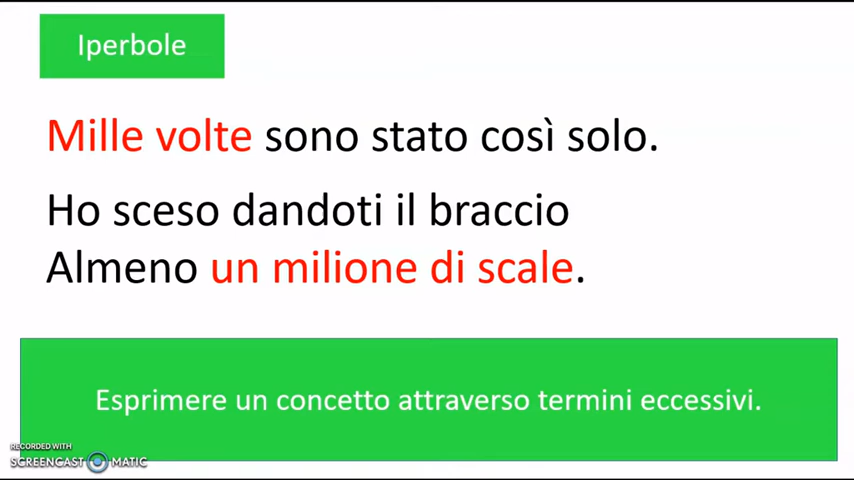 Iperbole
Mille volte sono stato così solo.
Ho sceso dandoti il braccio
Almeno un milione di scale.
Esprimere un concetto attraverso termini eccessivi.
RECORDED WITH
SCREENCAST MATIC